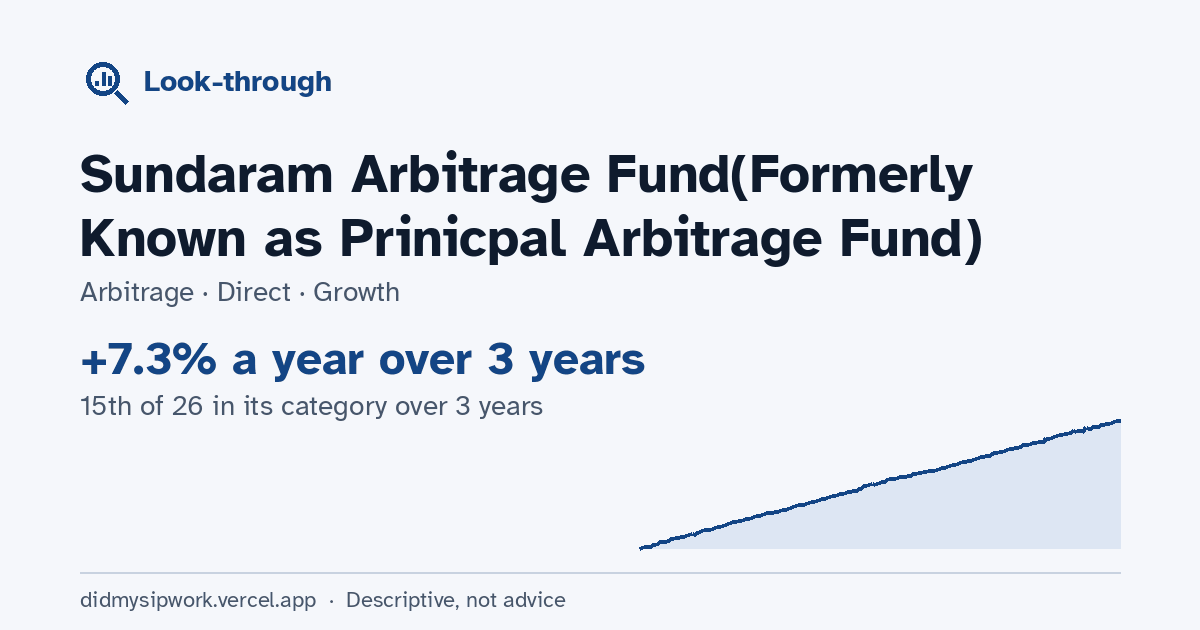 Look-through
Sundaram Arbitrage Fund(Formerly
Known as Prinicpal Arbitrage Fund)
Arbitrage · Direct · Growth
+7.3% a year over 3 years
15th of 26 in its category over 3 years
didmysipwork.vercel.app · Descriptive, not advice